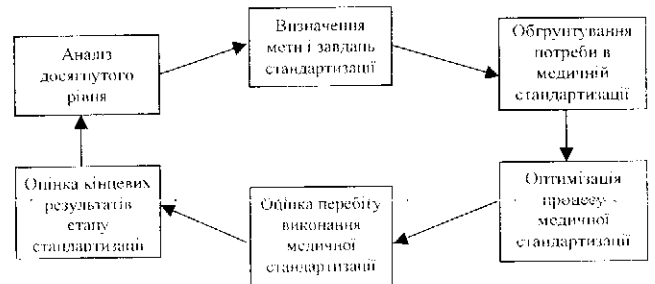 Аналіз
досягнутого
рівня
Визначення
мети і завдань
стандартизації
Обґрунтування
потреби в
медичній
стандартизації
Оптимізація
процесу
медичної
стандартизації
Оцінка перебігу
виконання
медичної
стандартизації
Оцінка кінцевих
результатів
етапу
стандартизації